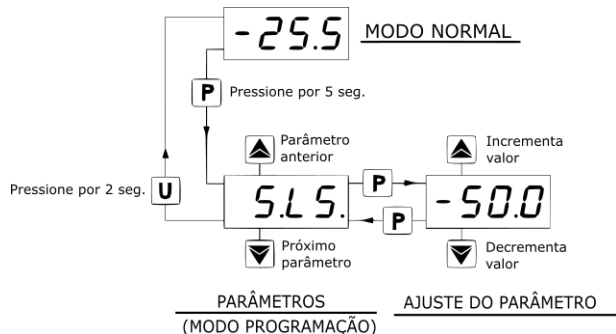 -25.5
MODO NORMAL
P
Pressione por 5 seg.
Parâmetro
anterior
Incrementa
valor
Pressione por 2 seg.
U
P
S.L S.
-50.0
P
Próximo
parâmetro
Decrementa
valor
PARÂMETROS
(MODO PROGRAMAÇÃO)
AJUSTE DO PARÂMETRO